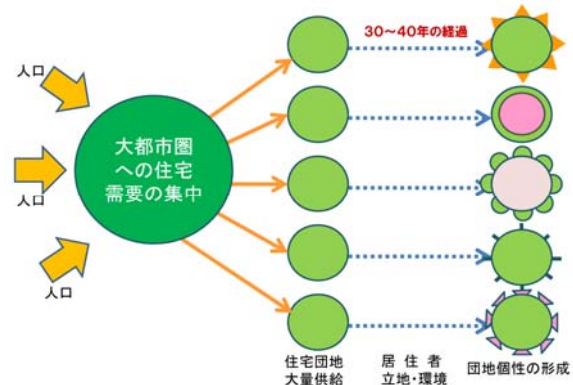 30～40年の経過
人口
大都市圏
への住宅
需要の集中
人口
人口
住宅団地
大量供給
居住者
立地・環境
団地個性の形成